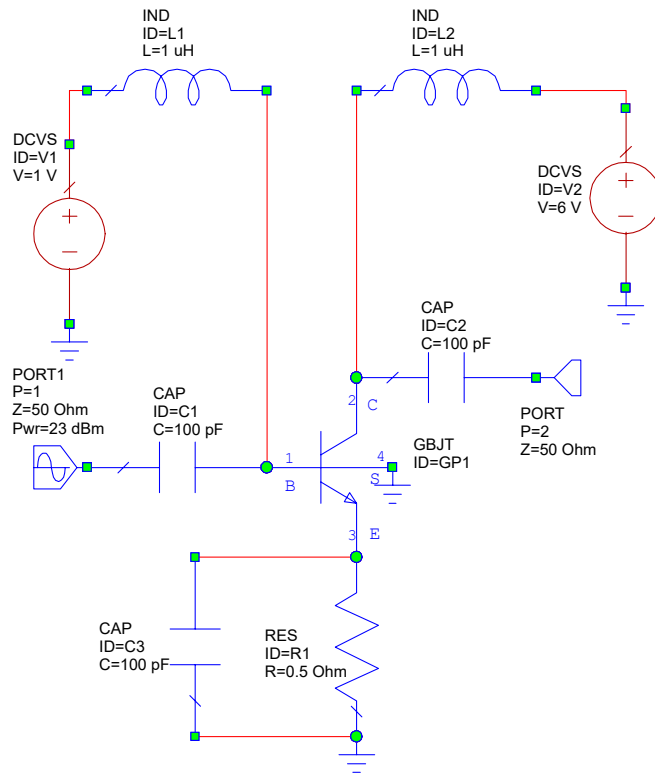 IND
ID=L1
L=1 uH
IND
ID=L2
L=1 uH
DCVS
ID=V1
V=1 V
+
−
DCVS
ID=V2
V=6 V
+
−
CAP
ID=C2
C=100 pF
PORT1
P=1
Z=50 Ohm
Pwr=23 dBm
CAP
ID=C1
C=100 pF
PORT
P=2
Z=50 Ohm
2
C
1
B
4
S
GBJT
ID=GP1
3
E
CAP
ID=C3
C=100 pF
RES
ID=R1
R=0.5 Ohm